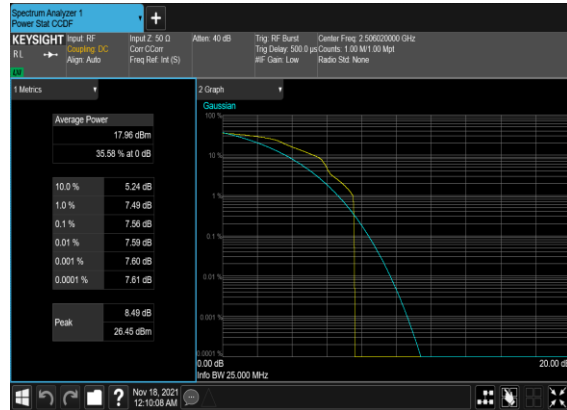 Spectrum Analyzer 1
Power Stat CCDF
+
KEYSIGHT Input: RF Input Z: 50 Ω Atten: 40 dB Trig: RF Burst Center Freq: 2.506020000 GHz
RL Coupling: DC Corr CCorr Trig Delay: 500.0 µs Counts: 1.00 M/1.00 Mpt
Align: Auto Freq Ref: Int (S) #IF Gain: Low Radio Std: None
1 Metrics
Average Power
17.96 dBm
35.58 % at 0 dB
10.0 % 5.24 dB
1.0 % 7.49 dB
0.1 % 7.56 dB
0.01 % 7.59 dB
0.001 % 7.60 dB
0.0001 % 7.61 dB
Peak 8.49 dB
26.45 dBm
2 Graph
Gaussian
100 %
10 %
1 %
0.1 %
0.01 %
0.001 %
0.0001 %
0.00 dB 20.00 dB
Info BW 25.000 MHz
? Nov 18, 2021
12:10:08 AM